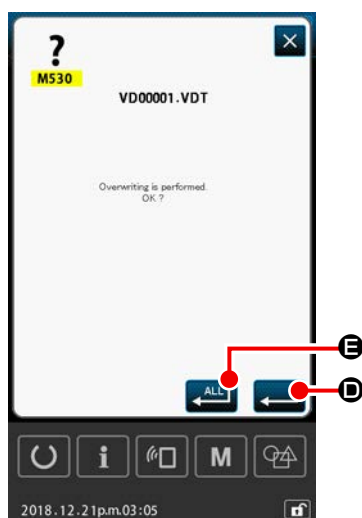 ?
M530
VD00001.VDT
Overwriting is performed.
OK ?
ALL
E
D
i
M
2018.12.21p.m.03:05